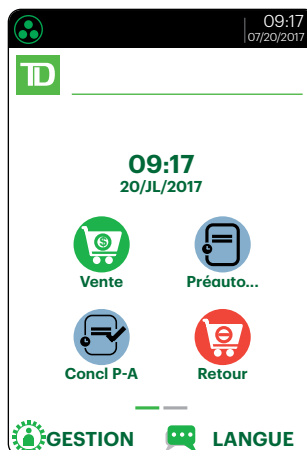 09:17
07/20/2017
TD
09:17
20/JL/2017
Vente Préauto...
Concl P-A Retour
GESTION LANGUE